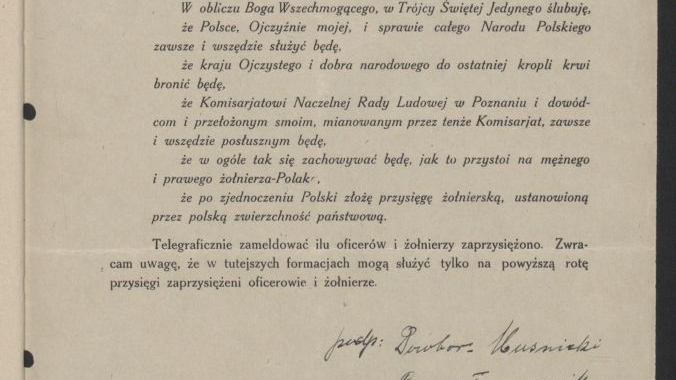 W obliczu Boga Wszechmogącego, w Trójcy Świętej Jedynego ślubuję,
że Polsce, Ojczyźnie mojej, i sprawie całego Narodu Polskiego
zawsze i wszędzie służyć będę,
że kraju Ojczystego i dobra narodowego do ostatniej kropli krwi
bronić będę,
że Komisarjatowi Naczelnej Rady Ludowej w Poznaniu i dowód-
com i przełożonym smoim, mianowanym przez tenże Komisarjat, zawsze
i wszędzie posłusznym będę,
że w ogóle tak się zachowywać będę, jak to przystoi na mężnego
i prawego żołnierza-Polaka,
że po zjednoczeniu Polski złożę przysięgę żołnierską, ustanowioną
przez polską zwierzchność państwową.
Telegraficznie zameldować ilu oficerów i żołnierzy zaprzysiężono. Zwra-
cam uwagę, że w tutejszych formacjach mogą służyć tylko na powyższą rotę
przysięgi zaprzysiężeni oficerowie i żołnierze.
podp: Dowbor-Muśnicki